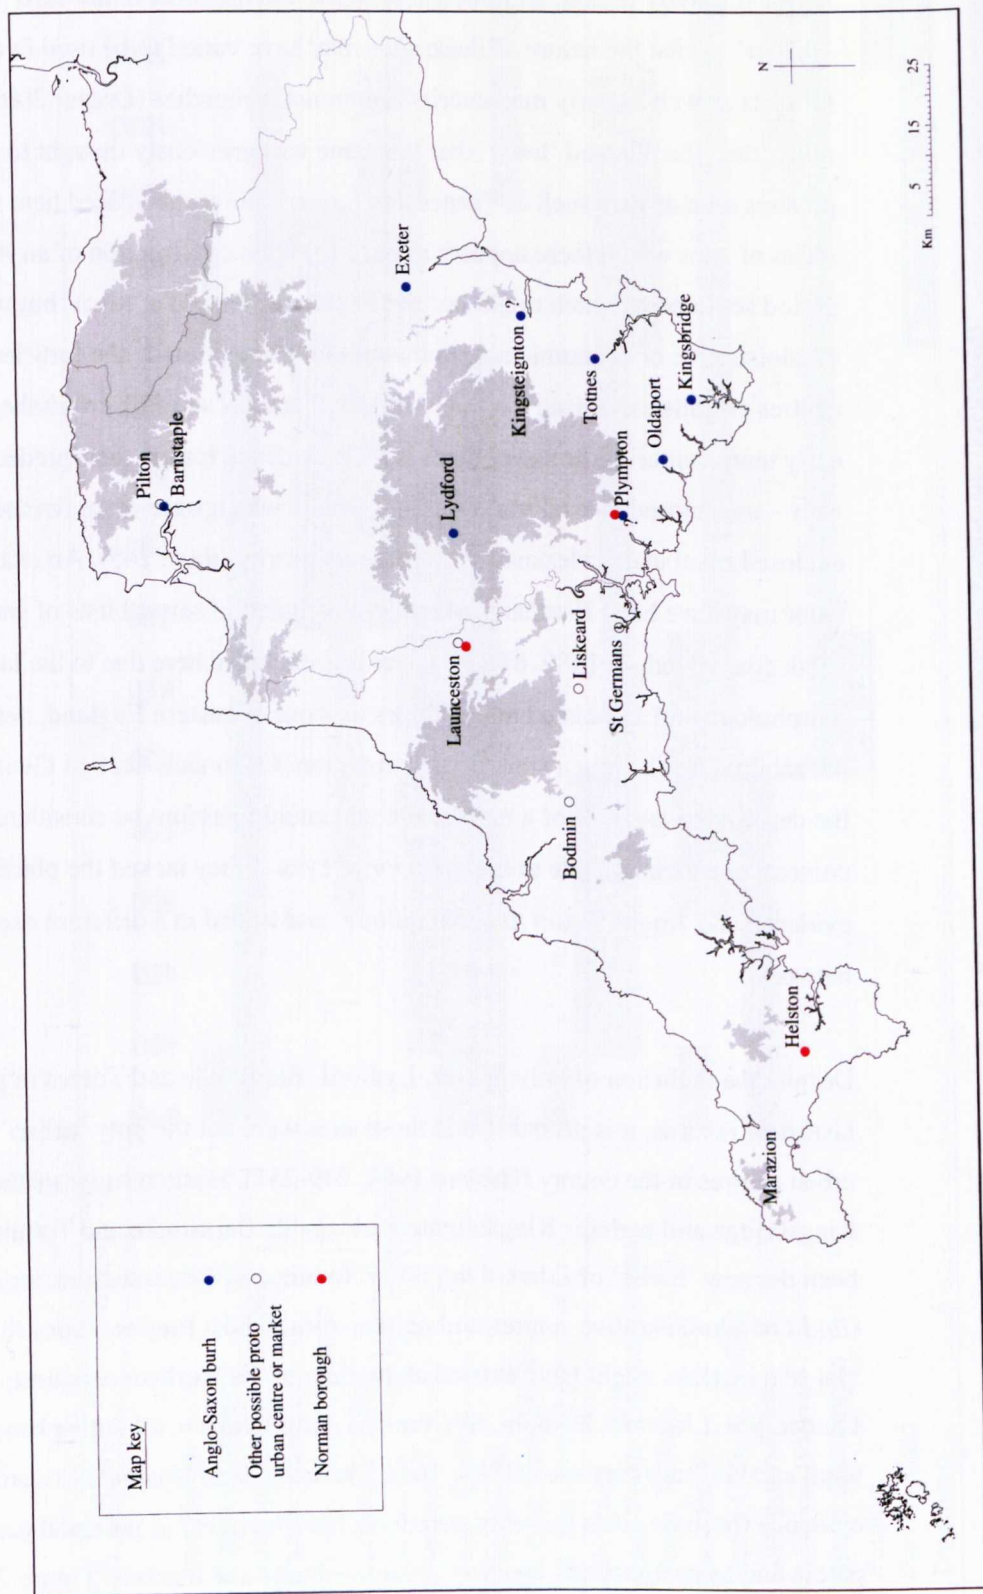 Map key
Anglo-Saxon burh
Other possible proto
urban centre or market
Norman borough
N
Km
5
15
25
Pilton
Barnstaple
Exeter
Lydford
Kingsteignton ?
Launceston
Totnes
Liskeard
Plympton
Oldaport
Kingsbridge
St Germans
Bodmin
Helston
Marazion